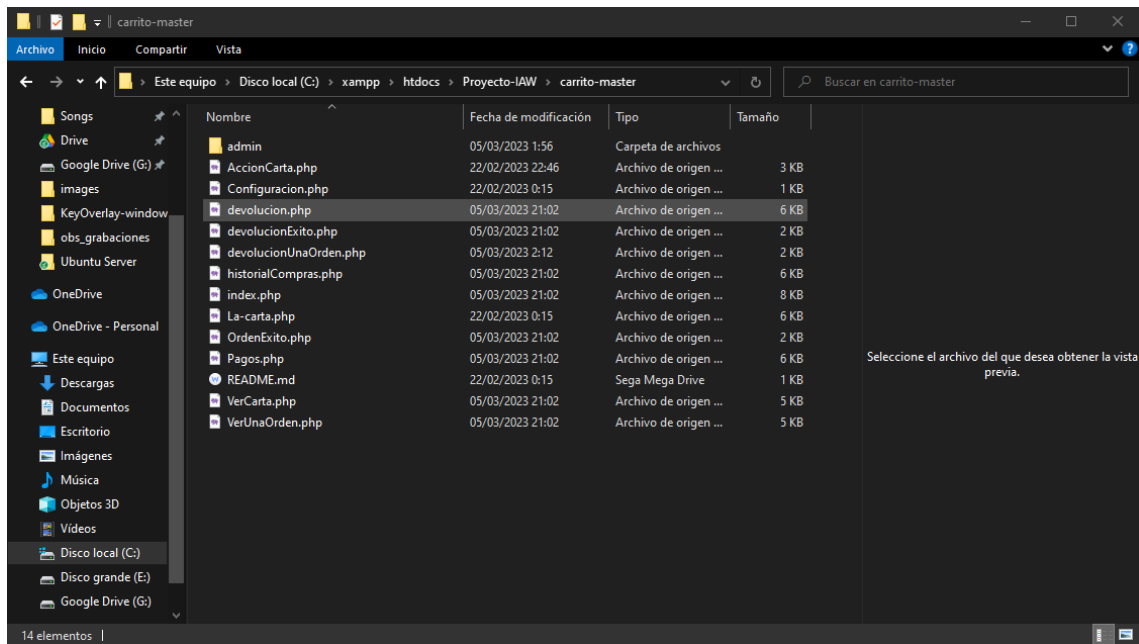 carrito-master
Archivo Inicio Compartir Vista
Este equipo > Disco local (C:) > xampp > htdocs > Proyecto-IAW > carrito-master
Buscar en carrito-master
Songs
Drive
Google Drive (G:)
images
KeyOverlay-window
obs_grabaciones
Ubuntu Server
OneDrive
OneDrive - Personal
Este equipo
Descargas
Documentos
Escritorio
Imágenes
Música
Objetos 3D
Vídeos
Disco local (C:)
Disco grande (E:)
Google Drive (G:)
Nombre Fecha de modificación Tipo Tamaño
admin 05/03/2023 1:56 Carpeta de archivos
AccionCarta.php 22/02/2023 22:46 Archivo de origen ... 3 KB
Configuracion.php 22/02/2023 0:15 Archivo de origen ... 1 KB
devolucion.php 05/03/2023 21:02 Archivo de origen ... 6 KB
devolucionExito.php 05/03/2023 21:02 Archivo de origen ... 2 KB
devolucionUnaOrden.php 05/03/2023 2:12 Archivo de origen ... 2 KB
historialCompras.php 05/03/2023 21:02 Archivo de origen ... 6 KB
index.php 05/03/2023 21:02 Archivo de origen ... 8 KB
La-carta.php 22/02/2023 0:15 Archivo de origen ... 6 KB
OrdenExito.php 05/03/2023 21:02 Archivo de origen ... 2 KB
Pagos.php 05/03/2023 21:02 Archivo de origen ... 6 KB
README.md 22/02/2023 0:15 Sega Mega Drive 1 KB
VerCarta.php 05/03/2023 21:02 Archivo de origen ... 5 KB
VerUnaOrden.php 05/03/2023 21:02 Archivo de origen ... 5 KB
Seleccione el archivo del que desea obtener la vista
previa.
14 elementos